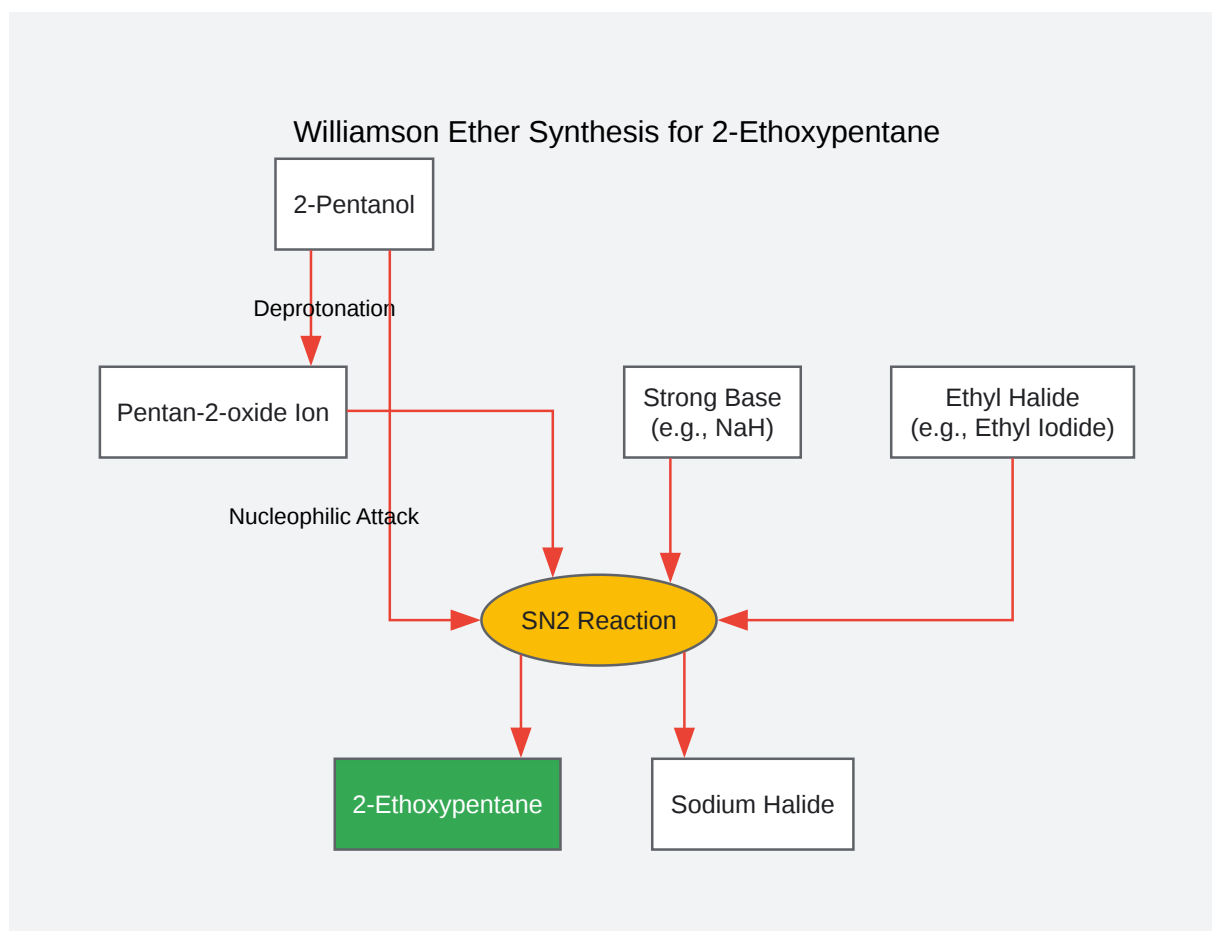 Williamson Ether Synthesis for 2-Ethoxypentane
2-Pentanol
Deprotonation
Pentan-2-oxide Ion
Strong Base
(e.g., NaH)
Ethyl Halide
(e.g., Ethyl Iodide)
Nucleophilic Attack
SN2 Reaction
2-Ethoxypentane
Sodium Halide